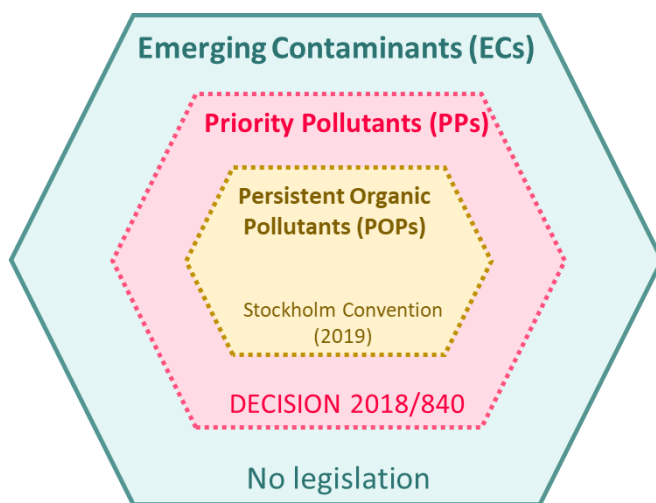 Emerging Contaminants (ECs)
Priority Pollutants (PPs)
Persistent Organic
Pollutants (POPs)
Stockholm Convention
(2019)
DECISION 2018/840
No legislation